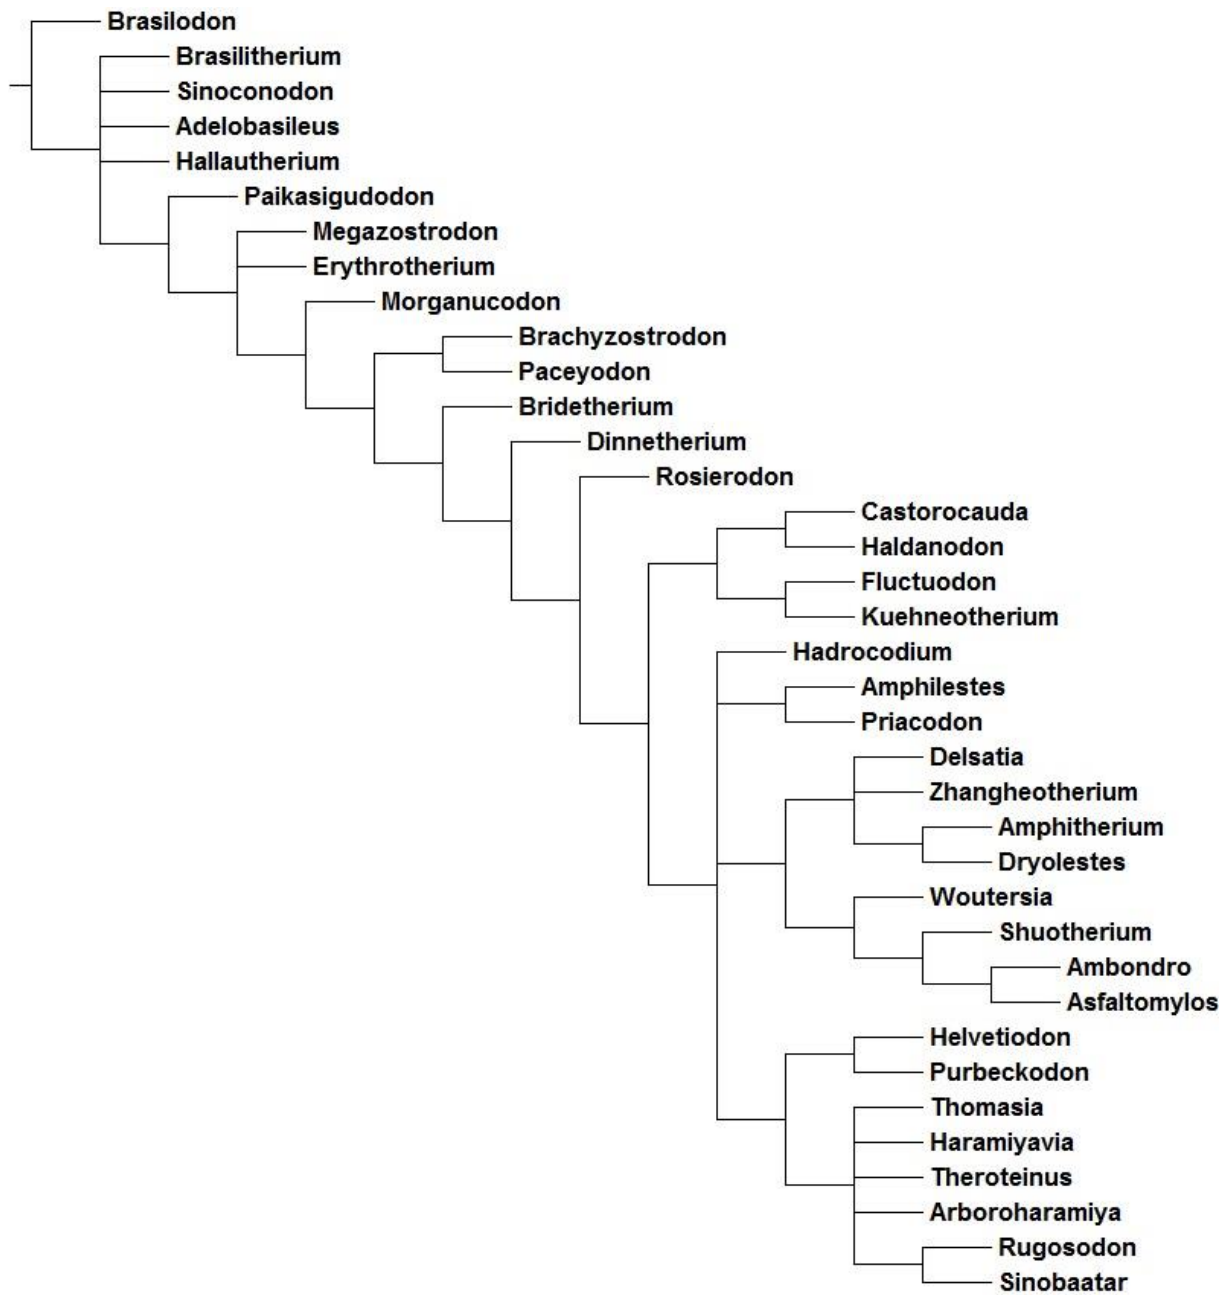 Brasilodon
Brasilitherium
Sinoconodon
Adelobasileus
Hallautherium
Paikasigudodon
Megazostrodon
Erythrotherium
Morganucodon
Brachyzostrodon
Paceyodon
Bridetherium
Dinnetherium
Rosierodon
Castorocauda
Haldanodon
Fluctuodon
Kuehneotherium
Hadrocodium
Amphilestes
Priacodon
Delsatia
Zhangheotherium
Amphitherium
Dryolestes
Woutersia
Shuotherium
Ambondro
Asfaltomylos
Helvetiodon
Purbeckodon
Thomasia
Haramiyavia
Theroteinus
Arboroharamiya
Rugosodon
Sinobaatar